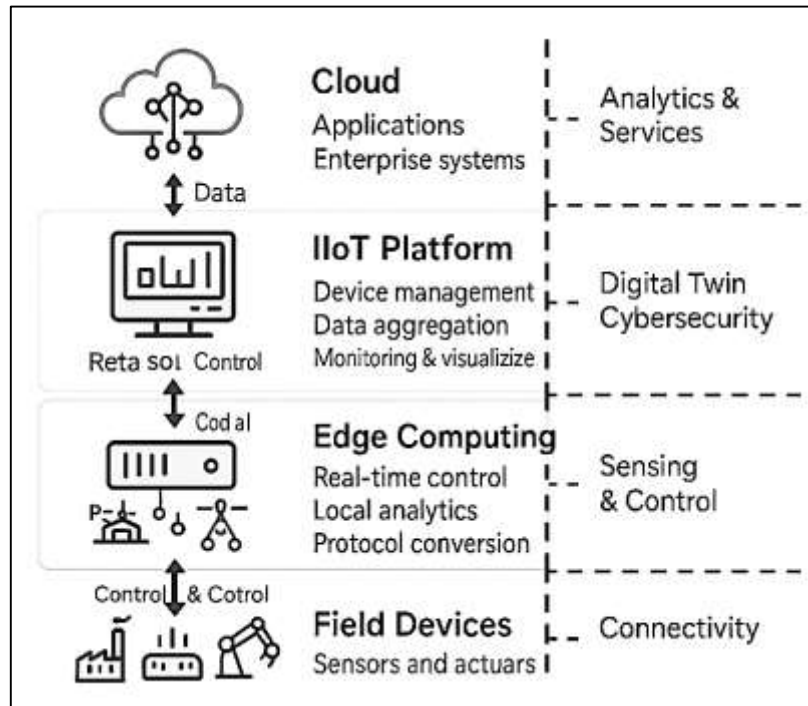 Cloud
Applications
Enterprise systems
Analytics &
Services
Data
IIoT Platform
Device management
Data aggregation
Monitoring & visualizize
Digital Twin
Cybersecurity
Reta SOL Control
Cod al
Edge Computing
Real-time control
Local analytics
Protocol conversion
Sensing
& Control
P
Control & Cotrol
Field Devices
Sensors and actuars
Connectivity